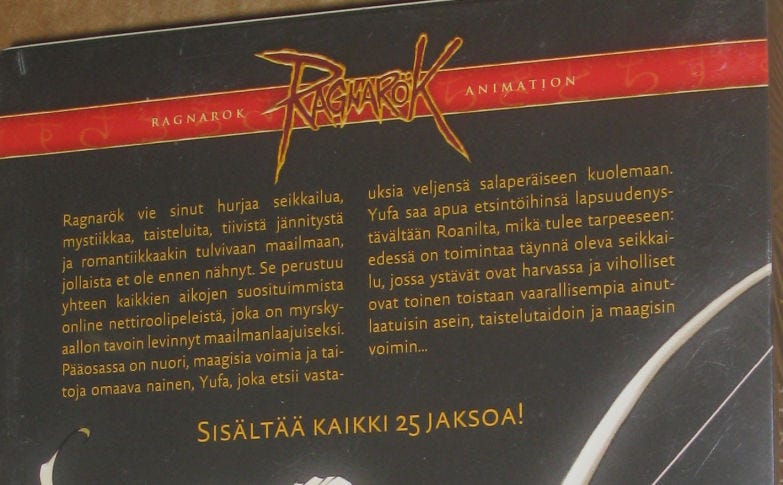 RAGNARÖK
RAGNAROK
ANIMATION
Ragnarök vie sinut hurjaa seikkailua,
mystiikkaa, taisteluita, tiivistä jännitystä
ja romantiikkaakin tulvivaan maailmaan,
jollaista et ole ennen nähnyt. Se perustuu
yhteen kaikkien aikojen suosituimmista
online nettiroolipeleistä, joka on myrsky-
aallon tavoin levinnyt maailmanlaajuiseksi.
Pääosassa on nuori, maagisia voimia ja tai-
toja omaava nainen, Yufa, joka etsii vasta-
uksia veljensä salaperäiseen kuolemaan.
Yufa saa apua etsintöihinsä lapsuudenys-
tävältään Roanilta, mikä tulee tarpeeseen:
edessä on toimintaa täynnä oleva seikkai-
lu, jossa ystävät ovat harvassa ja viholliset
ovat toinen toistaan vaarallisempia ainut-
laatuisin asein, taistelutaidoin ja maagisin
voimin...
SISÄLTÄÄ KAIKKI 25 JAKSOA!